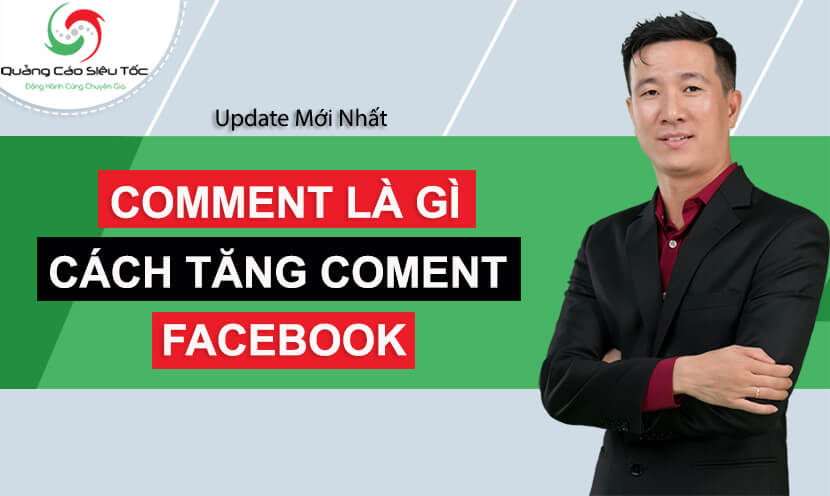 Quảng Cáo Siêu Tốc
Đồng Hành Cùng Chuyên Gia
Update Mới Nhất
COMMENT LÀ GÌ
CÁCH TĂNG COMENT
FACEBOOK